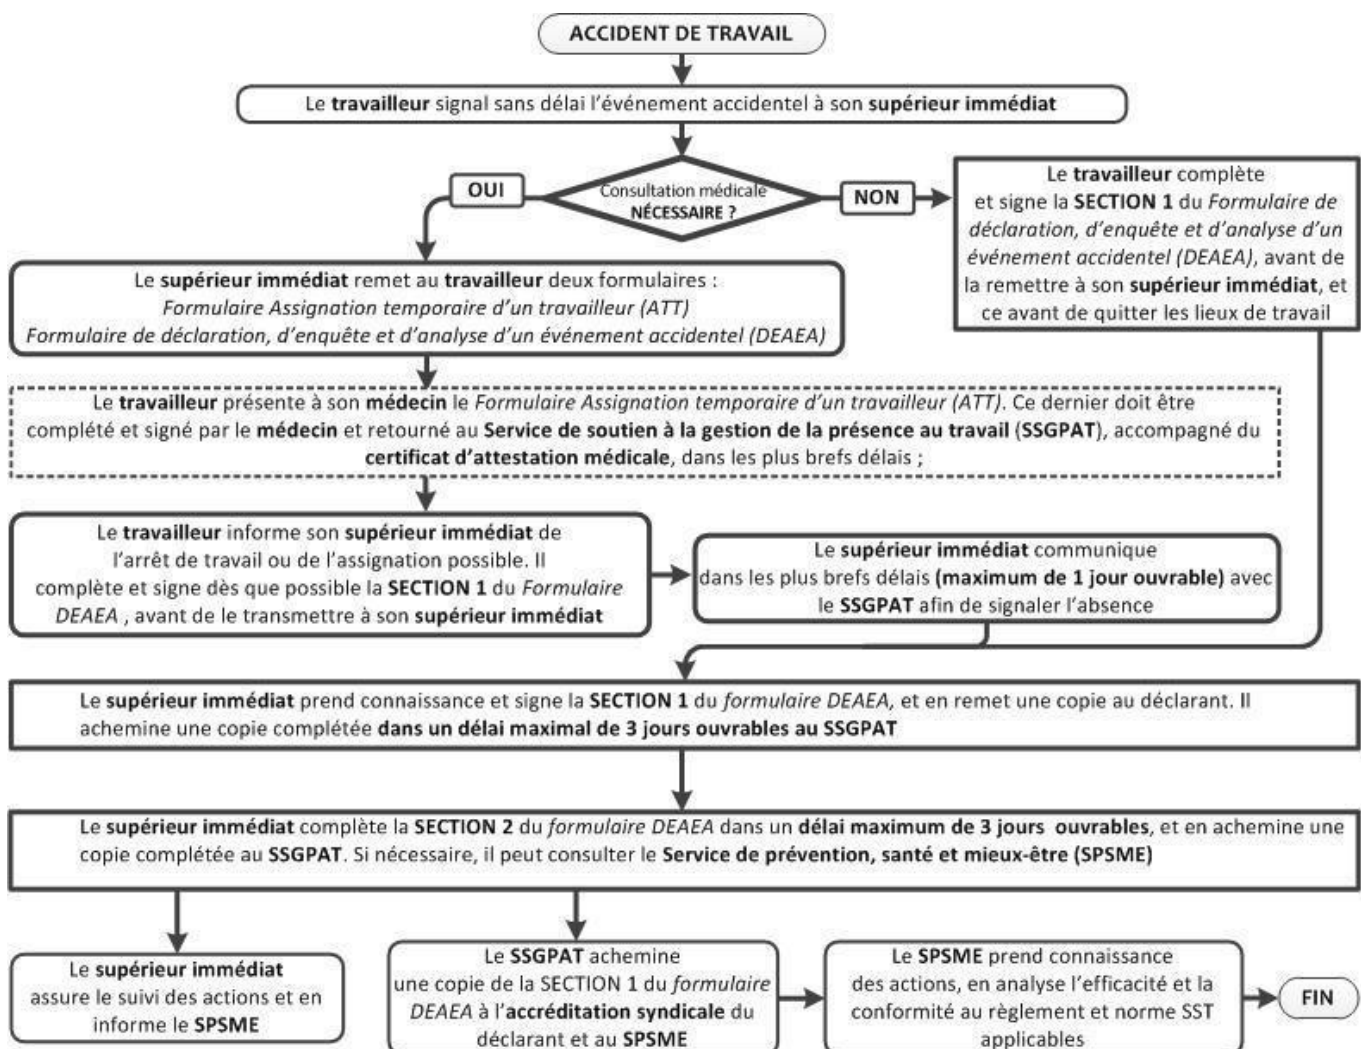 ACCIDENT DE TRAVAIL
Le travailleur signal sans délai l'événement accidentel à son supérieur immédiat
Consultation médicale
NÉCESSAIRE ?
OUI
NON
Le travailleur complète
et signe la SECTION 1 du Formulaire de
déclaration, d'enquête et d'analyse d'un
événement accidentel (DEAEA), avant de
la remettre à son supérieur immédiat, et
ce avant de quitter les lieux de travail
Le supérieur immédiat remet au travailleur deux formulaires :
Formulaire Assignation temporaire d'un travailleur (ATT)
Formulaire de déclaration, d'enquête et d'analyse d'un événement accidentel (DEAEA)
Le travailleur présente à son médecin le Formulaire Assignation temporaire d'un travailleur (ATT). Ce dernier doit être
complété et signé par le médecin et retourné au Service de soutien à la gestion de la présence au travail (SSGPAT), accompagné du
certificat d'attestation médicale, dans les plus brefs délais ;
Le travailleur informe son supérieur immédiat de
l'arrêt de travail ou de l'assignation possible. Il
complète et signe dès que possible la SECTION 1 du Formulaire
DEAEA , avant de le transmettre à son supérieur immédiat
Le supérieur immédiat communique
dans les plus brefs délais (maximum de 1 jour ouvrable) avec
le SSGPAT afin de signaler l'absence
Le supérieur immédiat prend connaissance et signe la SECTION 1 du formulaire DEAEA, et en remet une copie au déclarant. Il
achemine une copie complétée dans un délai maximal de 3 jours ouvrables au SSGPAT
Le supérieur immédiat complète la SECTION 2 du formulaire DEAEA dans un délai maximum de 3 jours ouvrables, et en achemine une
copie complétée au SSGPAT. Si nécessaire, il peut consulter le Service de prévention, santé et mieux-être (SPSME)
Le supérieur immédiat
assure le suivi des actions et en
informe le SPSME
Le SSGPAT achemine
une copie de la SECTION 1 du formulaire
DEAEA à l'accréditation syndicale du
déclarant et au SPSME
Le SPSME prend connaissance
des actions, en analyse l'efficacité et la
conformité au règlement et norme SST
applicables
FIN